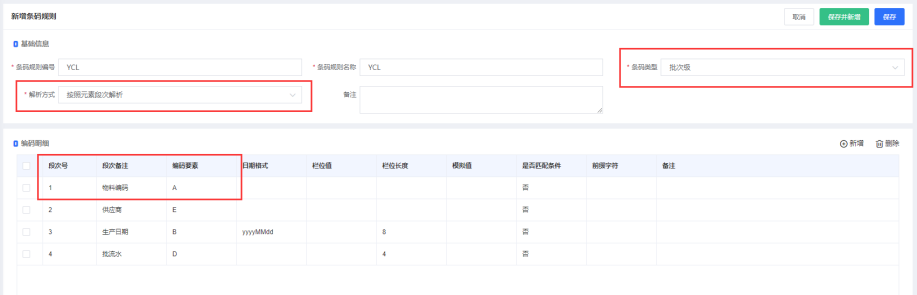 新增条码规则 取消 保存并新增 保存
基础信息
* 条码规则编号 YCL * 条码规则名称 YCL * 条码类型 批次级
* 解析方式 按照元素段次解析 备注
编码明细 新增 删除
段次号 段次备注 编码要素 日期格式 栏位值 栏位长度 模拟值 是否匹配条件 前缀字符 备注
1 物料编码 A 否
2 供应商 E 否
3 生产日期 B yyyyMMdd 8 否
4 批流水 D 4 否